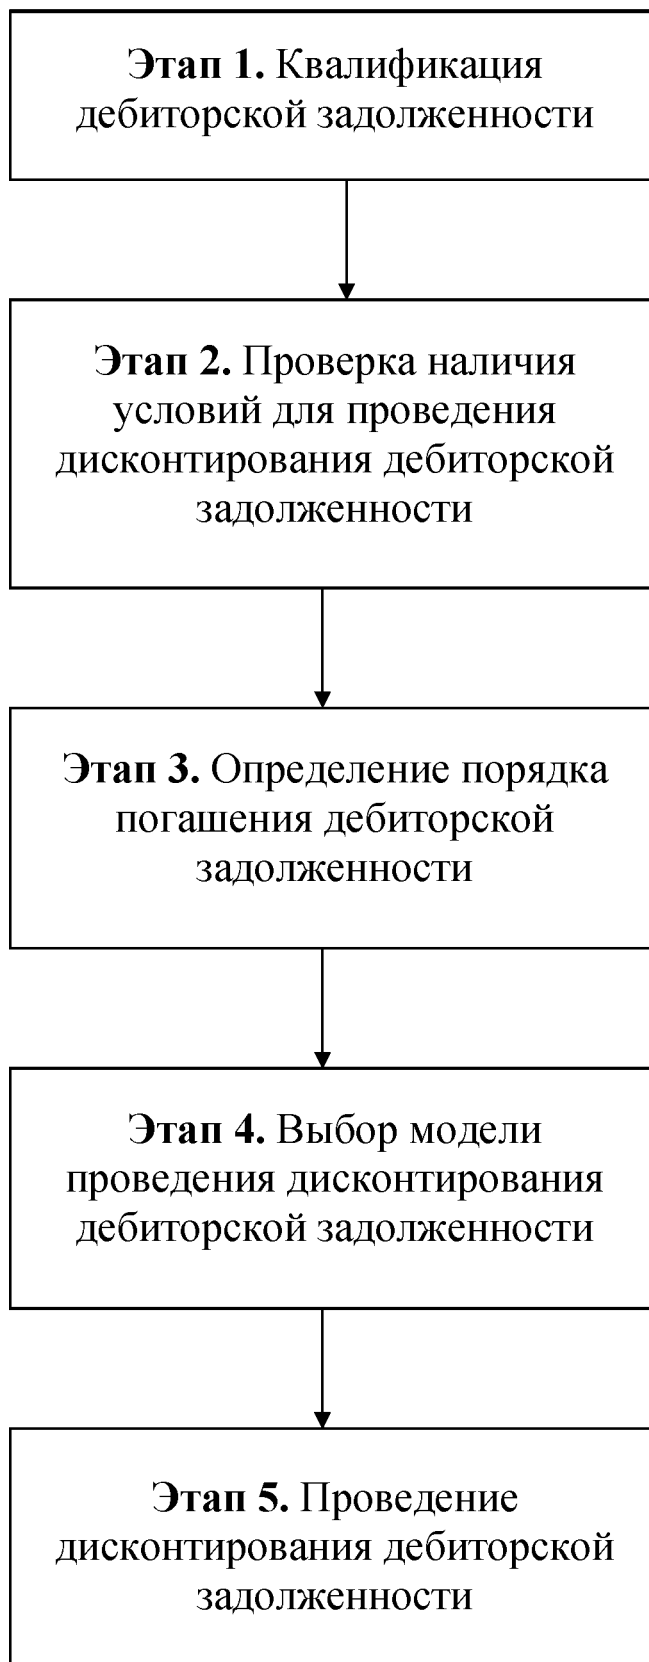 Этап 1. Квалификация
дебиторской задолженности
Этап 2. Проверка наличия
условий для проведения
дисконтирования дебиторской
задолженности
Этап 3. Определение порядка
погашения дебиторской
задолженности
Этап 4. Выбор модели
проведения дисконтирования
дебиторской задолженности
Этап 5. Проведение
дисконтирования дебиторской
задолженности